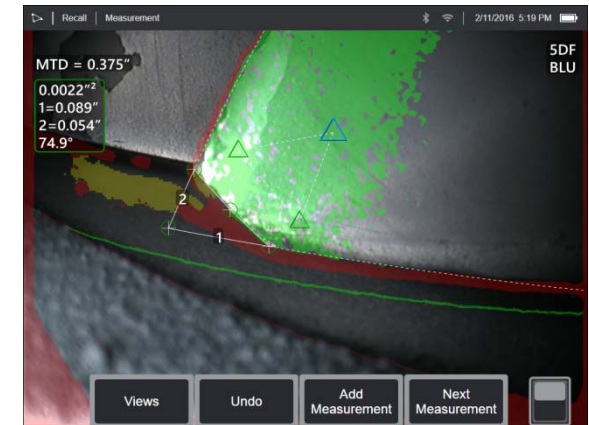 Recall | Measurement
2/11/2016 5:19 PM
MTD = 0.375"
5DF
BLU
0.0022"²
1=0.089"
2=0.054"
74.9°
2
1
Views
Undo
Add
Measurement
Next
Measurement